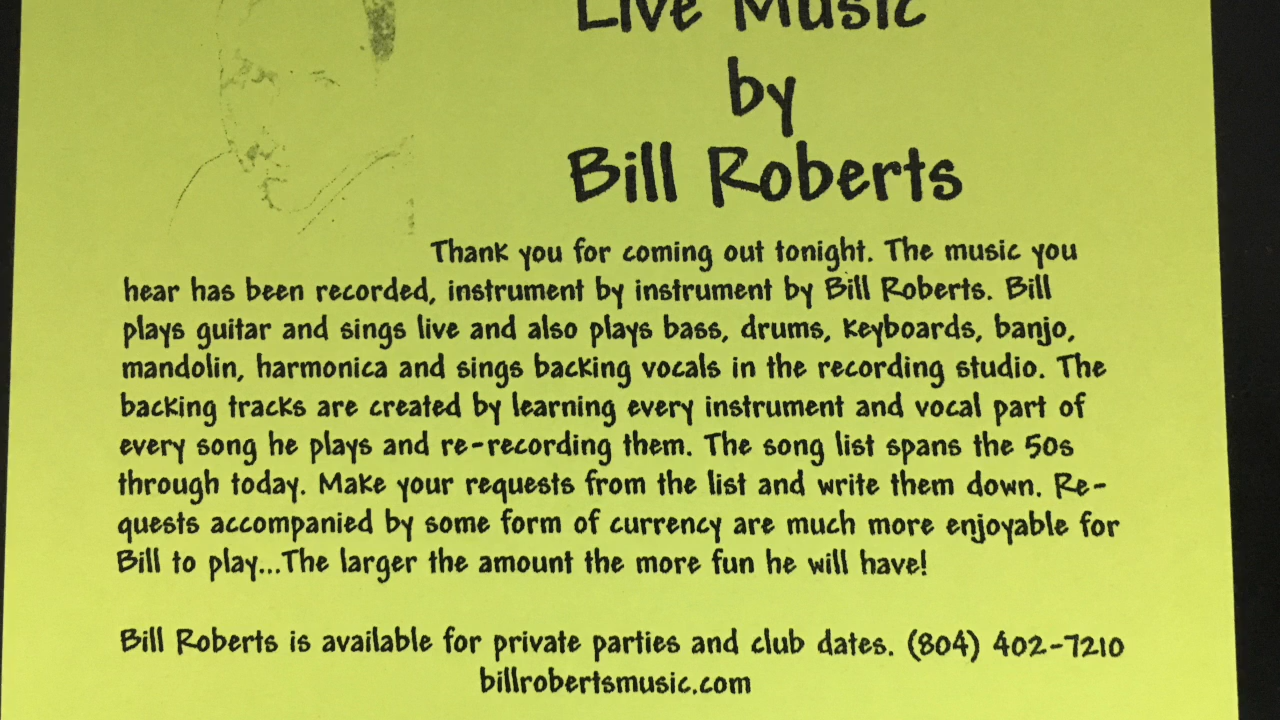 Live Music
by
Bill Roberts
Thank you for coming out tonight. The music you
hear has been recorded, instrument by instrument by Bill Roberts. Bill
plays guitar and sings live and also plays bass, drums, keyboards, banjo,
mandolin, harmonica and sings backing vocals in the recording studio. The
backing tracks are created by learning every instrument and vocal part of
every song he plays and re-recording them. The song list spans the 50s
through today. Make your requests from the list and write them down. Re-
quests accompanied by some form of currency are much more enjoyable for
Bill to play...The larger the amount the more fun he will have!
Bill Roberts is available for private parties and club dates. (804) 402-7210
billrobertsmusic.com